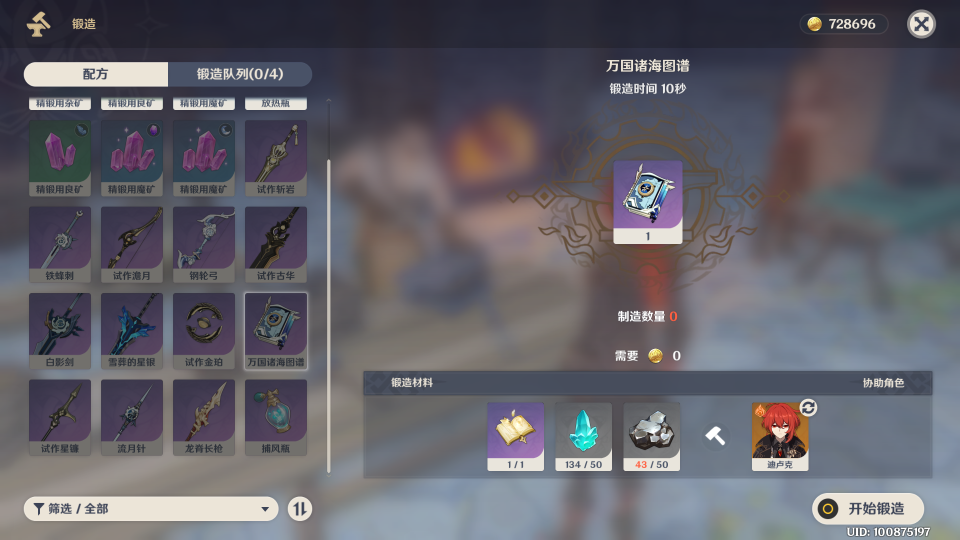 锻造
728696
配方
锻造队列(0/4)
精锻用杂矿 精锻用良矿 精锻用魔矿 放热瓶
精锻用良矿 精锻用魔矿 精锻用魔矿 试作斩岩
铁蜂刺 试作澹月 钢轮弓 试作古华
白影剑 雪葬的星银 试作金珀 万国诸海图谱
试作星镰 流月针 龙脊长枪 捕风瓶
筛选 / 全部
万国诸海图谱
锻造时间 10秒
1
制造数量 0
需要 0
锻造材料
协助角色
1 / 1
134 / 50
43 / 50
迪卢克
开始锻造
UID: 100875197